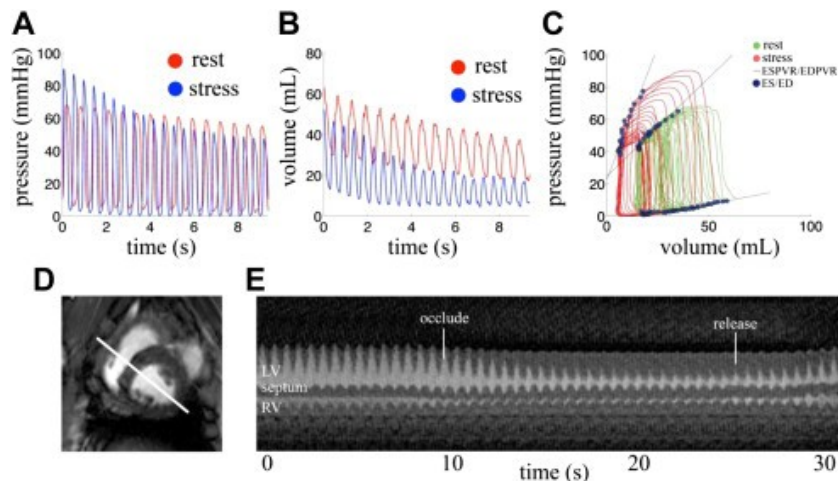 A
pressure (mmHg)
100
80
60
40
20
0
rest
stress
0 2 4 6 8
time (s)
B
volume (mL)
80
60
40
20
0
rest
stress
0 2 4 6 8
time (s)
C
pressure (mmHg)
100
80
60
40
20
0
rest
stress
ESPVR/EDPVR
ES/ED
0 50 100
volume (mL)
D
E
occlude
release
LV
septum
RV
0 10 20 30
time (s)